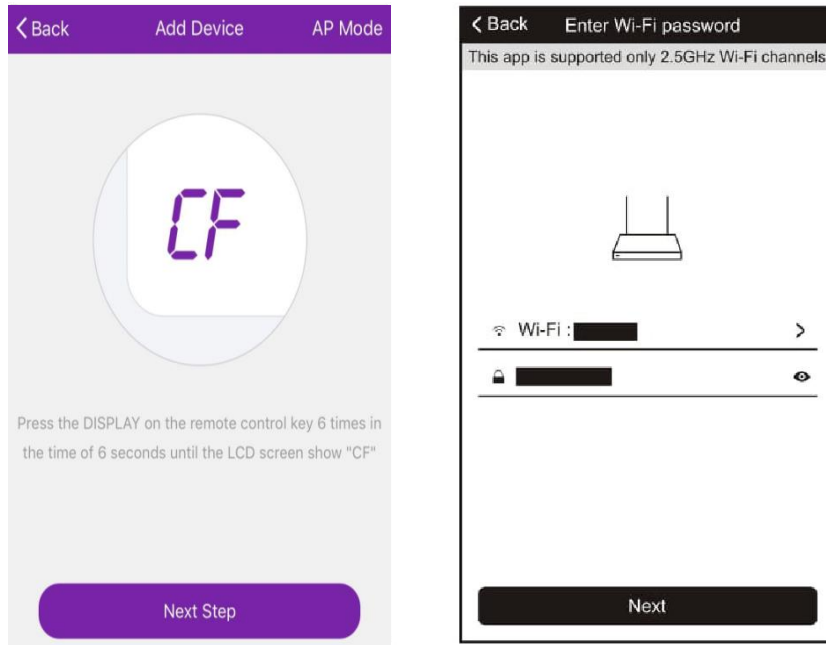 Back Add Device AP Mode
CF
Press the DISPLAY on the remote control key 6 times in
the time of 6 seconds until the LCD screen show "CF"
Next Step
Back Enter Wi-Fi password
This app is supported only 2.5GHz Wi-Fi channels
Wi-Fi :
Next